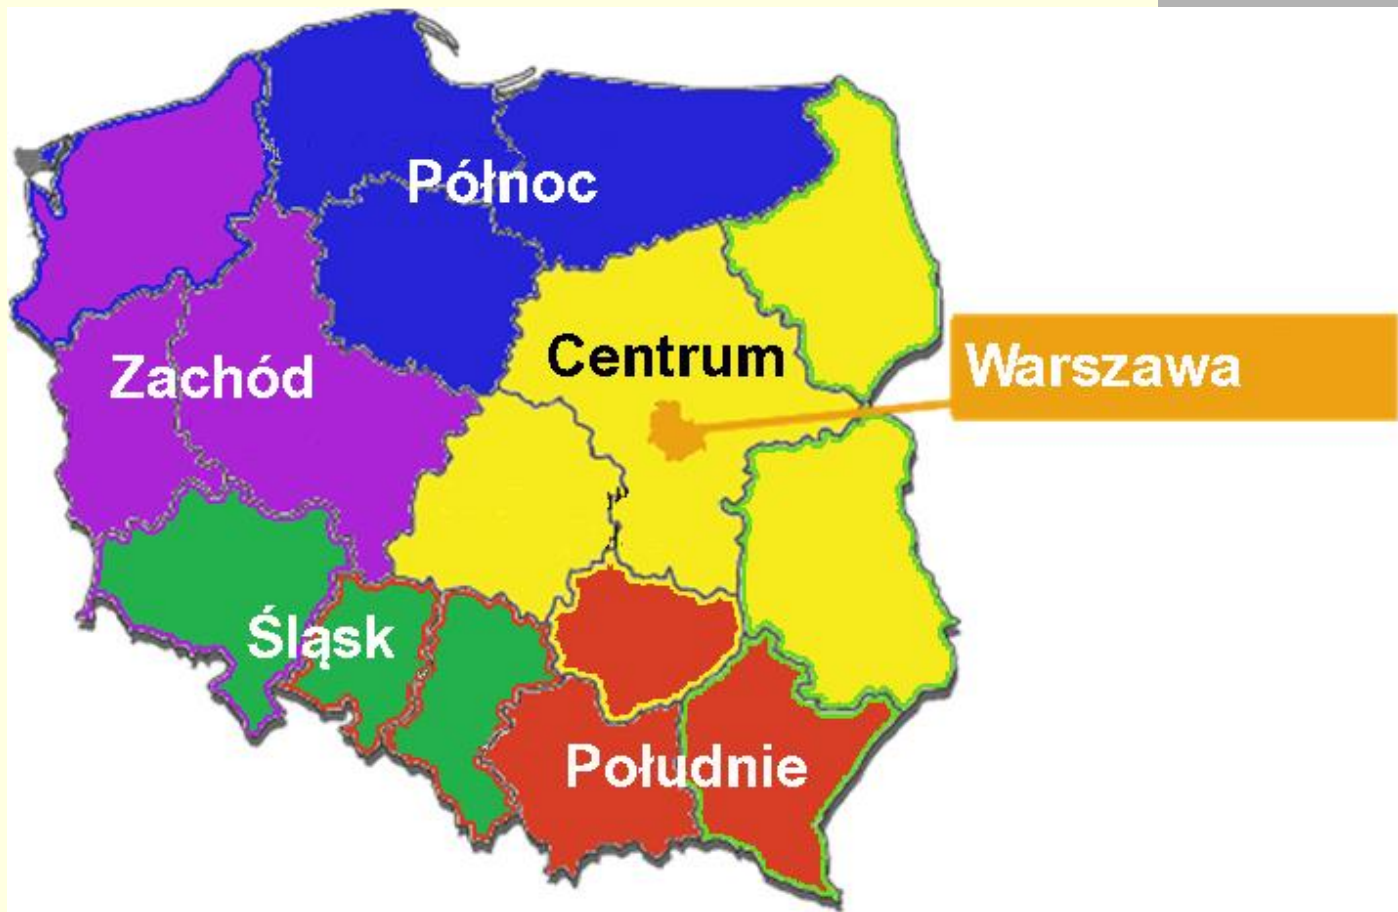 Północ
Centrum
Warszawa
Zachód
Śląsk
Południe